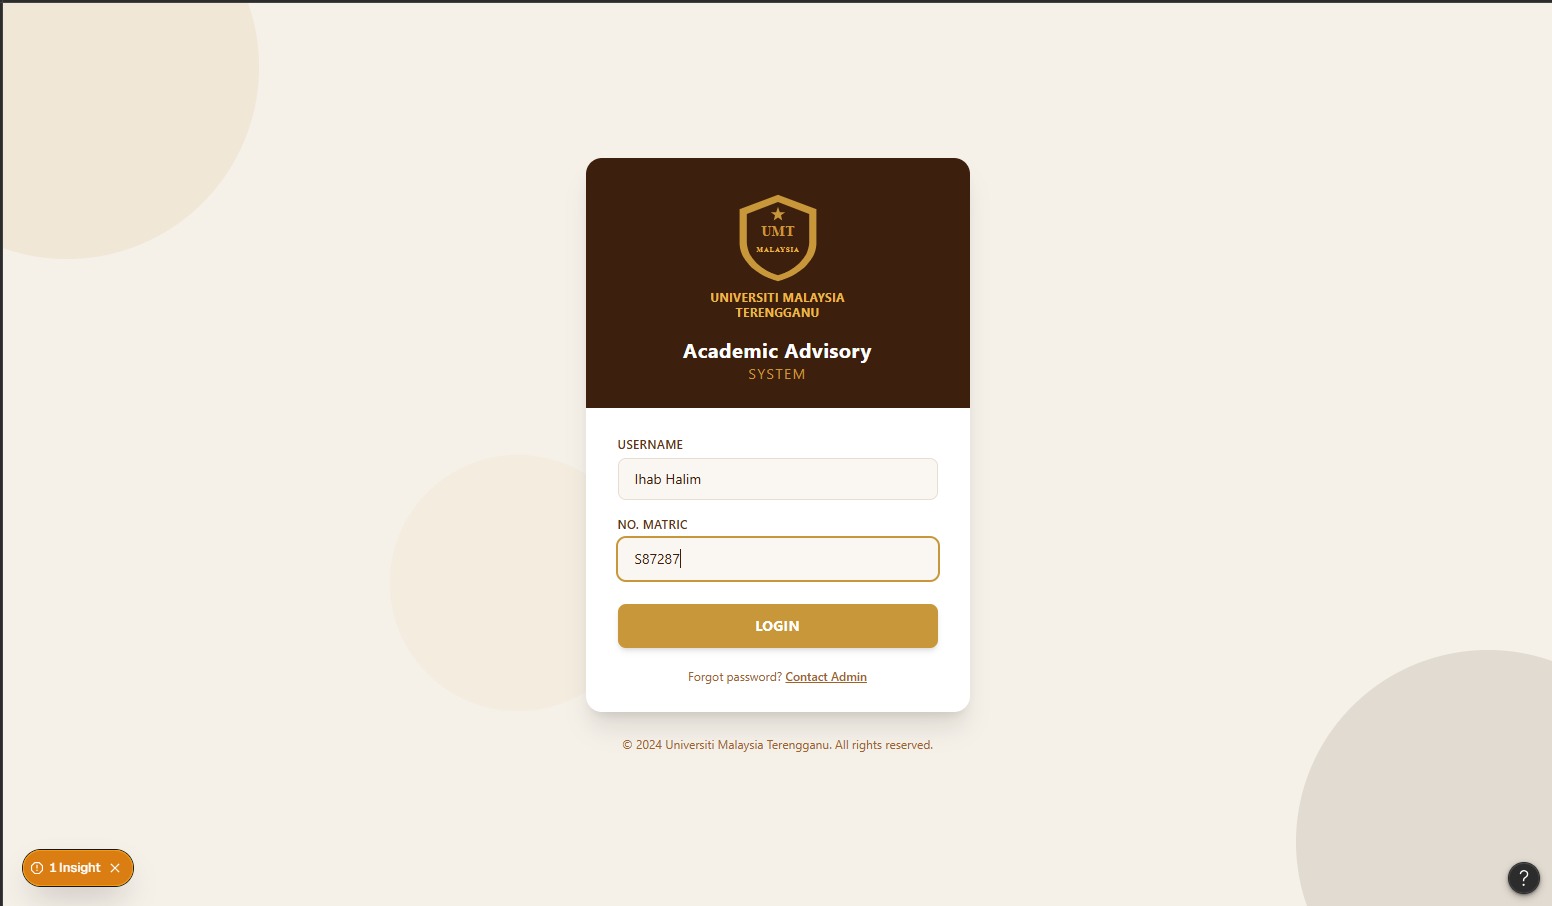 UMT
MALAYSIA
UNIVERSITI MALAYSIA
TERENGGANU
Academic Advisory
SYSTEM
USERNAME
Ihab Halim
NO. MATRIC
S87287
LOGIN
Forgot password? Contact Admin
© 2024 Universiti Malaysia Terengganu. All rights reserved.
1 Insight
?